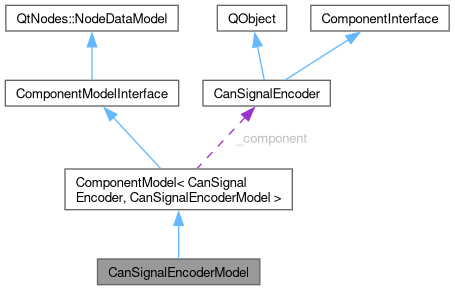 QtNodes::NodeDataModel
QObject
ComponentInterface
ComponentModelInterface
CanSignalEncoder
_component
ComponentModel< CanSignal
Encoder, CanSignalEncoderModel >
CanSignalEncoderModel